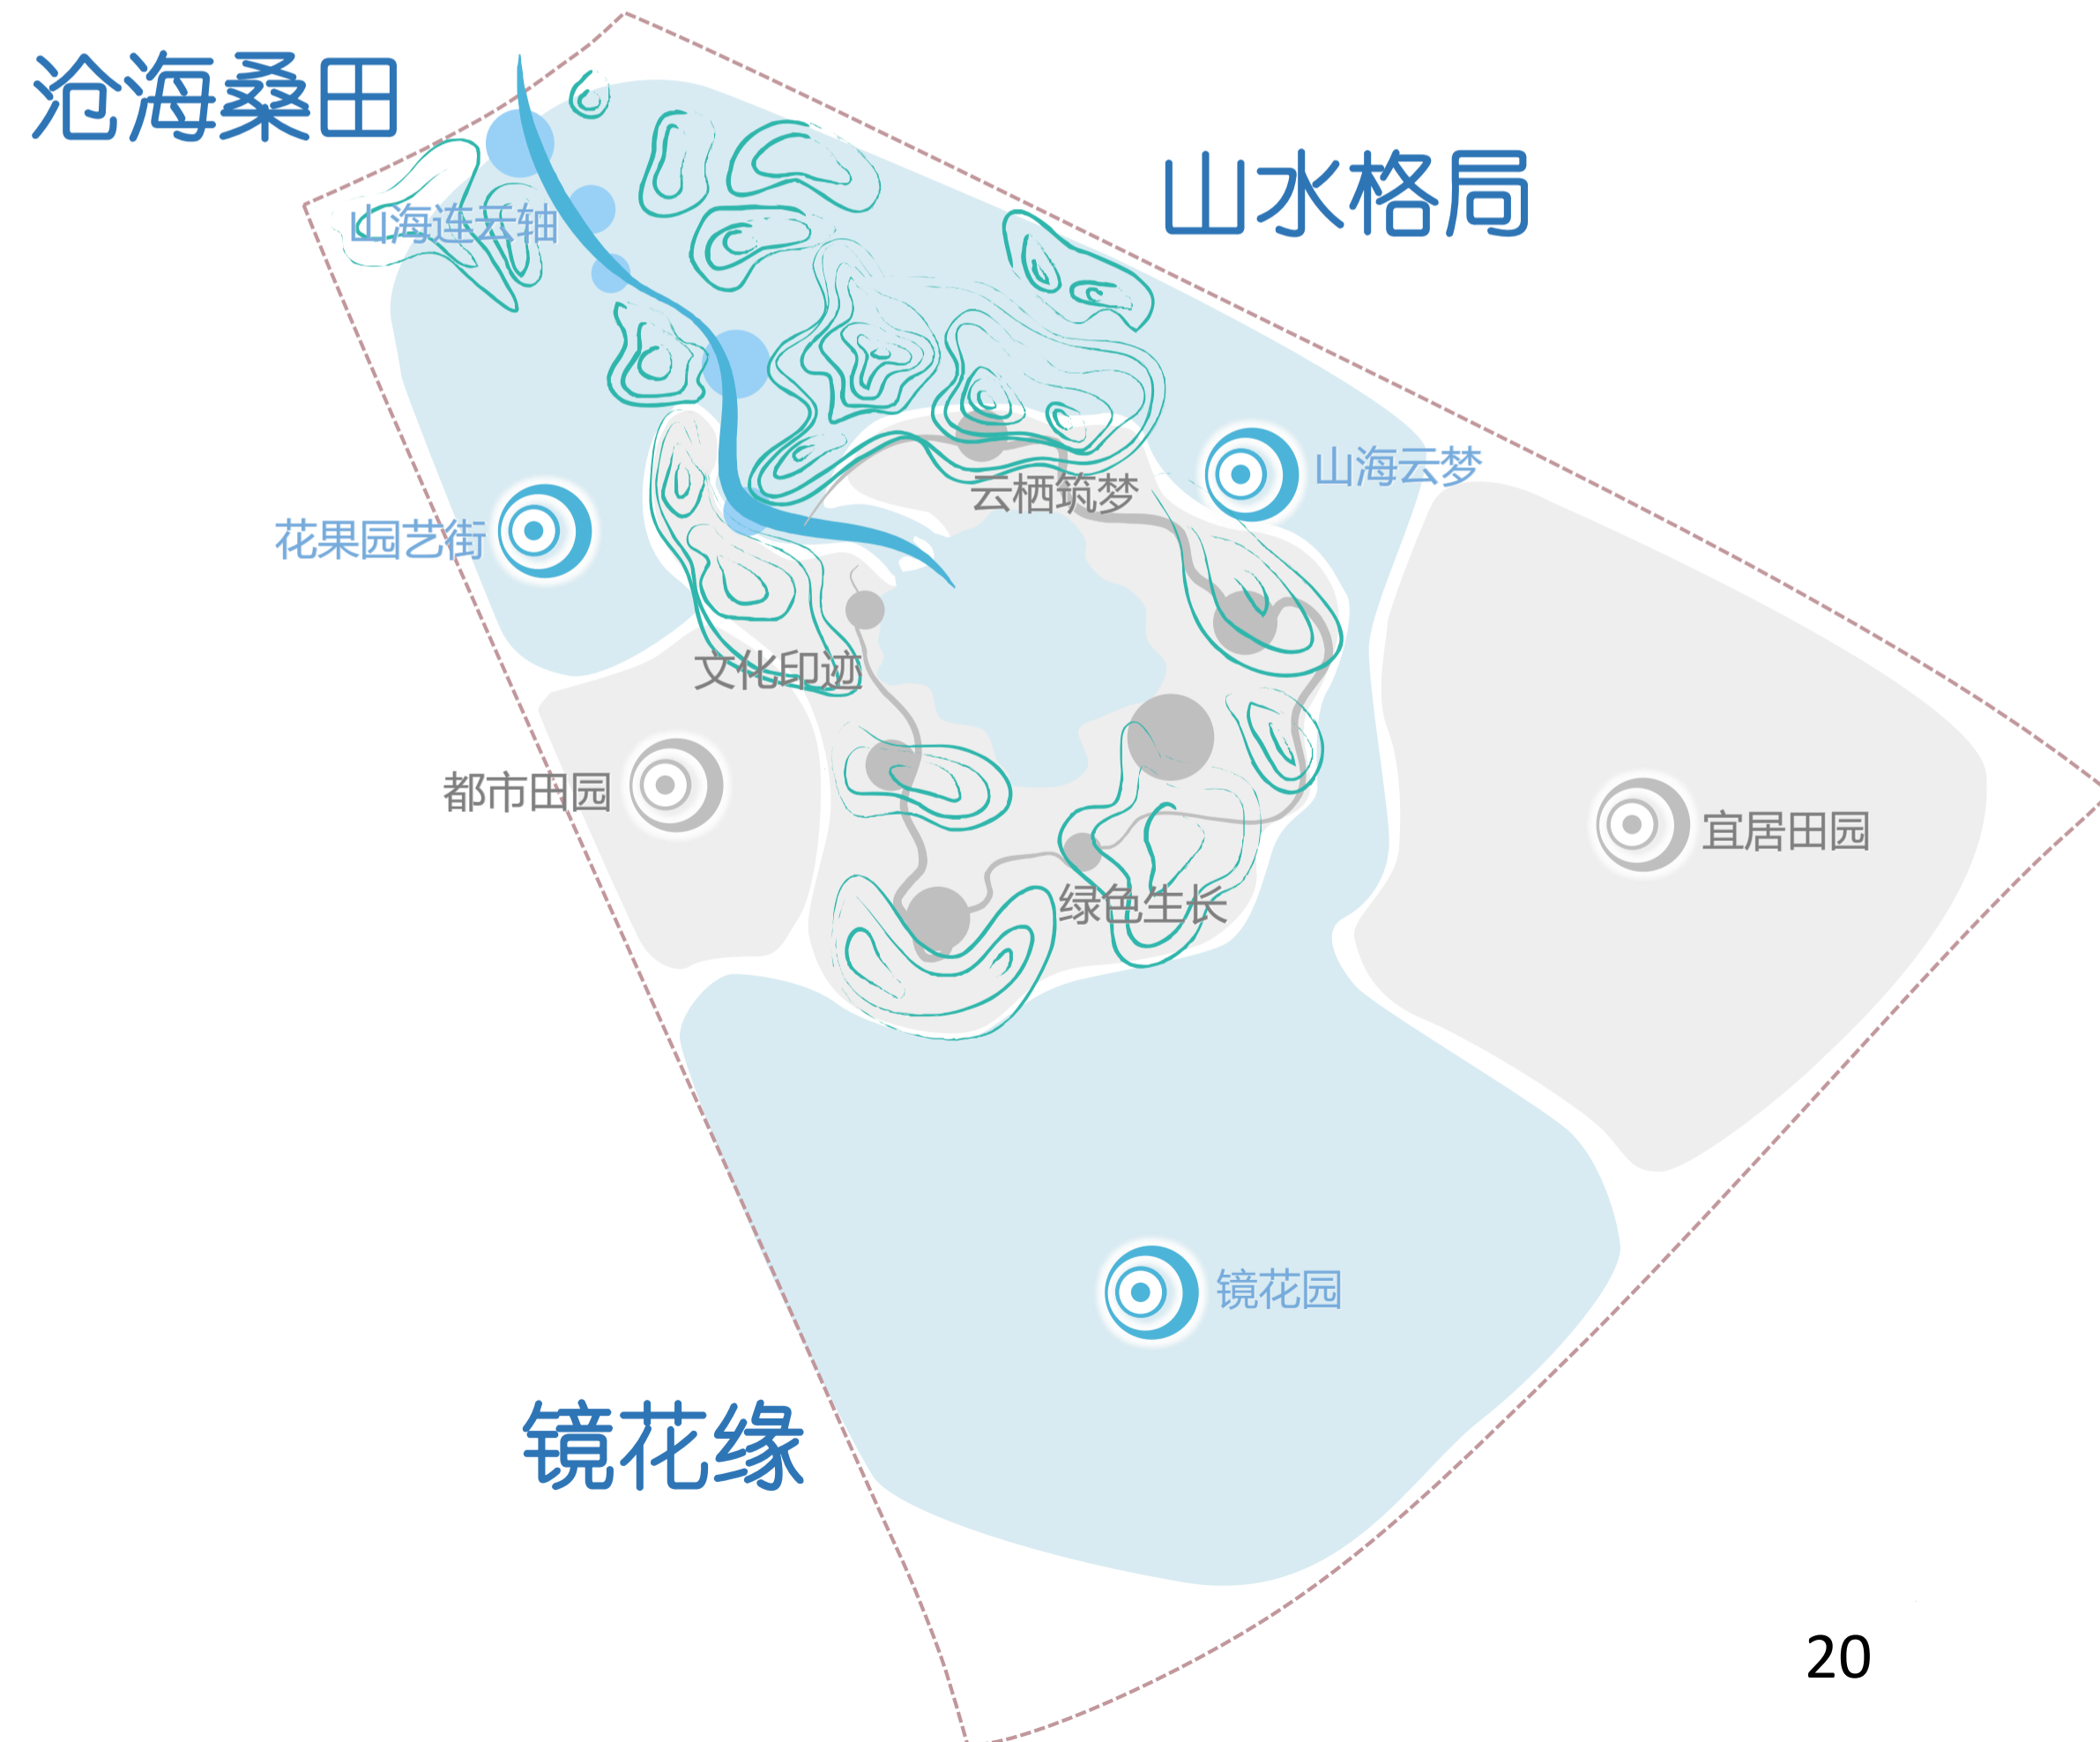 沧海桑田
山水格局
山海连云轴
山海云梦
云栖筑梦
花果园艺街
文化印迹
都市田园
宜居田园
绿色生长
镜花园
镜花缘
20